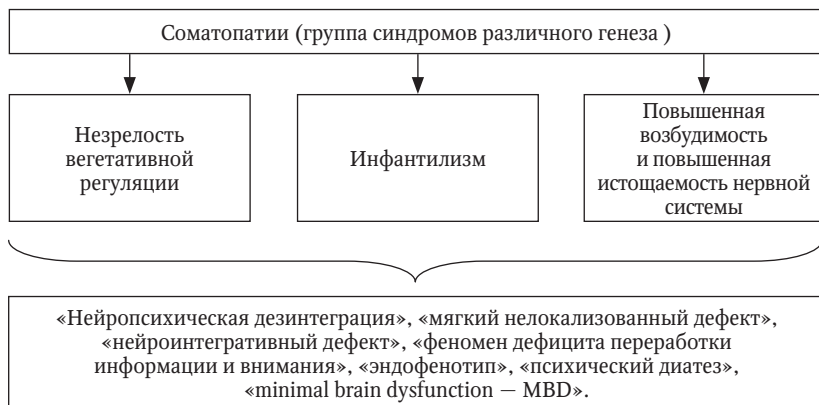 Соматопатии (группа синдромов различного генеза )
Незрелость
вегетативной
регуляции
Инфантилизм
Повышенная
возбудимость
и повышенная
истощаемость нервной
системы
«Нейропсихическая дезинтеграция», «мягкий нелокализованный дефект»,
«нейроинтегративный дефект», «феномен дефицита переработки
информации и внимания», «эндофенотип», «психический диатез»,
«minimal brain dysfunction — MBD».